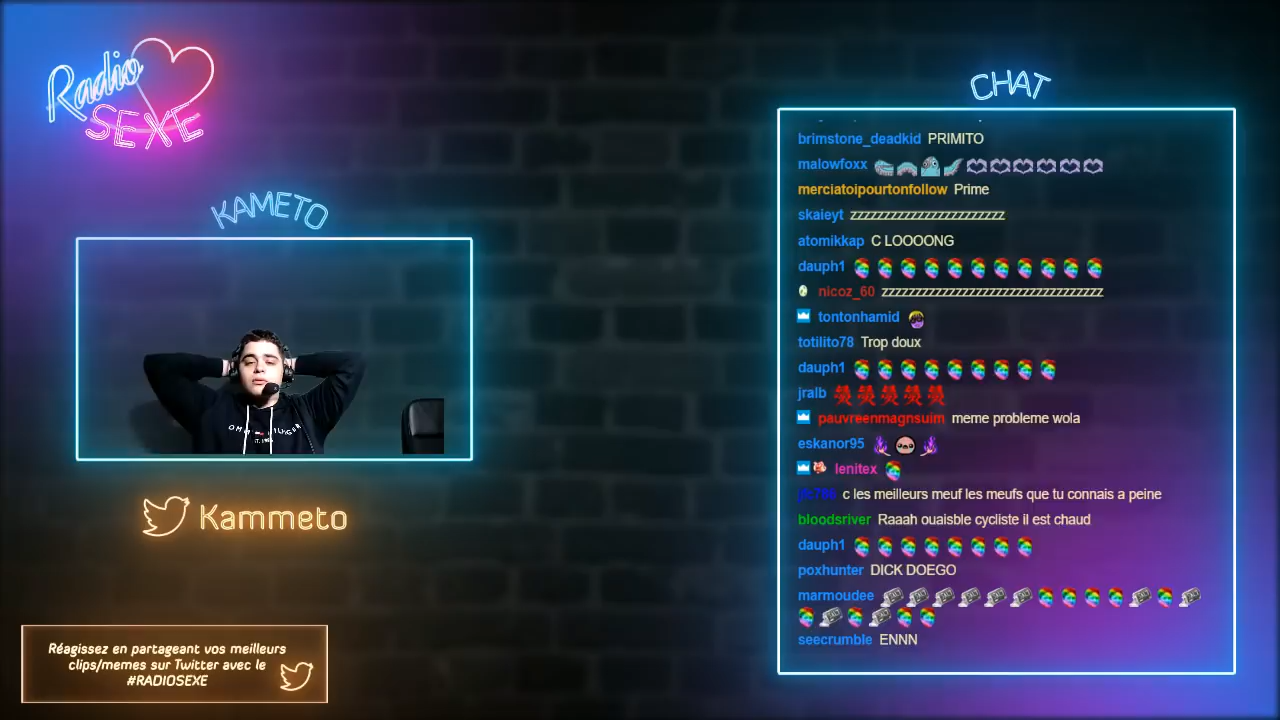 Radio
SEXE
KAMETO
Kammeto
Réagissez en partageant vos meilleurs
clips/memes sur Twitter avec le
#RADIOSEXE
CHAT
brimstone_deadkid PRIMITO
malowfoxx
merciatoipourtonfollow Prime
skaieyt zzzzzzzzzzzzzzzzzzzzzzz
atomikkap C LOOOONG
dauph1
nicoz_60 zzzzzzzzzzzzzzzzzzzzzzzzzzzzzzzzz
tontonhamid
totilito78 Trop doux
dauph1
jralb
pauvreenmagnsuim meme probleme wola
eskanor95
lenitex
c les meilleurs meuf les meufs que tu connais a peine
bloodsriver Raaah ouaisble cycliste il est chaud
dauph1
poxhunter DICK DOEGO
marmoudee
seecrumble ENNN